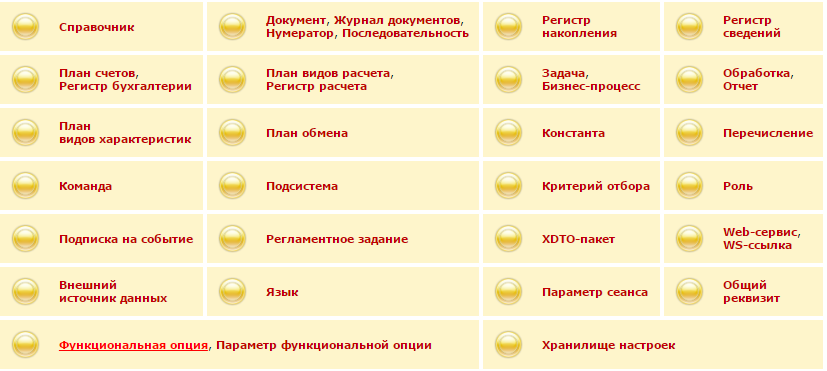 Справочник
Документ, Журнал документов,
Нумератор, Последовательность
Регистр
накопления
Регистр
сведений
План счетов,
Регистр бухгалтерии
План видов расчета,
Регистр расчета
Задача,
Бизнес-процесс
Обработка,
Отчет
План
видов характеристик
План обмена
Константа
Перечисление
Команда
Подсистема
Критерий отбора
Роль
Подписка на событие
Регламентное задание
XDTO-пакет
Web-сервис,
WS-ссылка
Внешний
источник данных
Язык
Параметр сеанса
Общий
реквизит
Функциональная опция, Параметр функциональной опции
Хранилище настроек